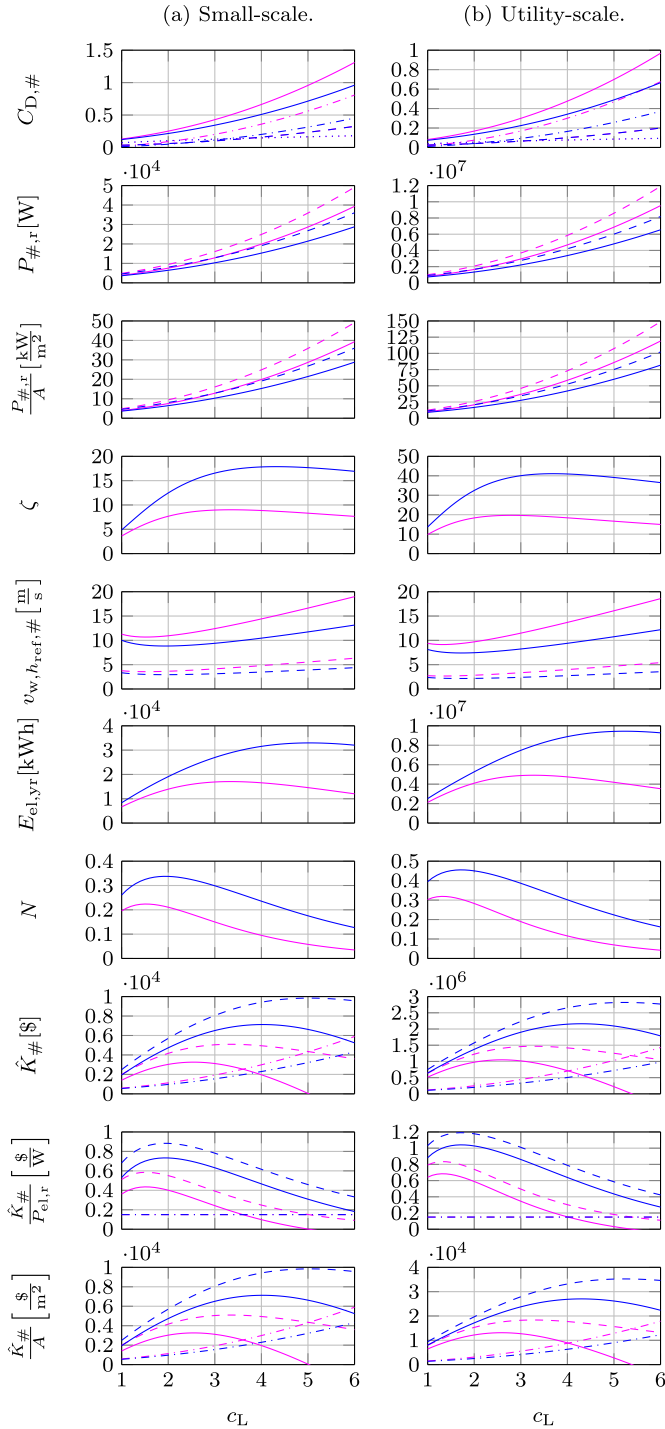 (a) Small-scale. (b) Utility-scale.
C_D,#
1.5 1 0.5 0
1 0.8 0.6 0.4 0.2 0
P_#,r[W]
·10^4
5 4 3 2 1 0
·10^7
1.2 1 0.8 0.6 0.4 0.2 0
P_#,r/A [kW/m^2]
50 40 30 20 10 0
150 125 100 75 50 25 0
ζ
20 15 10 5 0
50 40 30 20 10 0
v_w,h_ref,# [m/s]
20 15 10 5 0
20 15 10 5 0
E_el,yr[kWh]
·10^4
4 3 2 1 0
·10^7
1 0.8 0.6 0.4 0.2 0
N
0.4 0.3 0.2 0.1 0
0.5 0.4 0.3 0.2 0.1 0
K̂_#[$]
·10^4
1 0.8 0.6 0.4 0.2 0
·10^6
3 2.5 2 1.5 1 0.5 0
K̂_#/P_el,r [$/W]
1 0.8 0.6 0.4 0.2 0
1.2 1 0.8 0.6 0.4 0.2 0
K̂_#/A [$/m^2]
·10^4
1 0.8 0.6 0.4 0.2 0
·10^4
4 3 2 1 0
1 2 3 4 5 6 1 2 3 4 5 6
c_L c_L